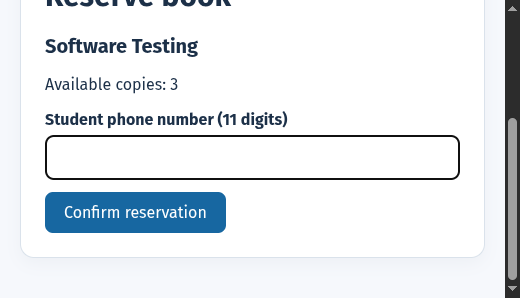 Reserve book
Software Testing
Available copies: 3
Student phone number (11 digits)
Confirm reservation